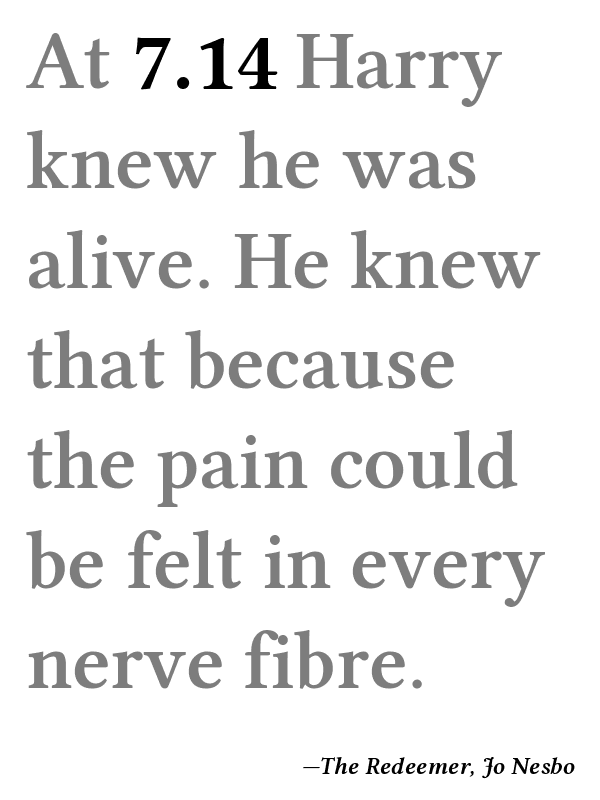 At 7.14 Harry
knew he was
alive. He knew
that because
the pain could
be felt in every
nerve fibre.
—The Redeemer, Jo Nesbo